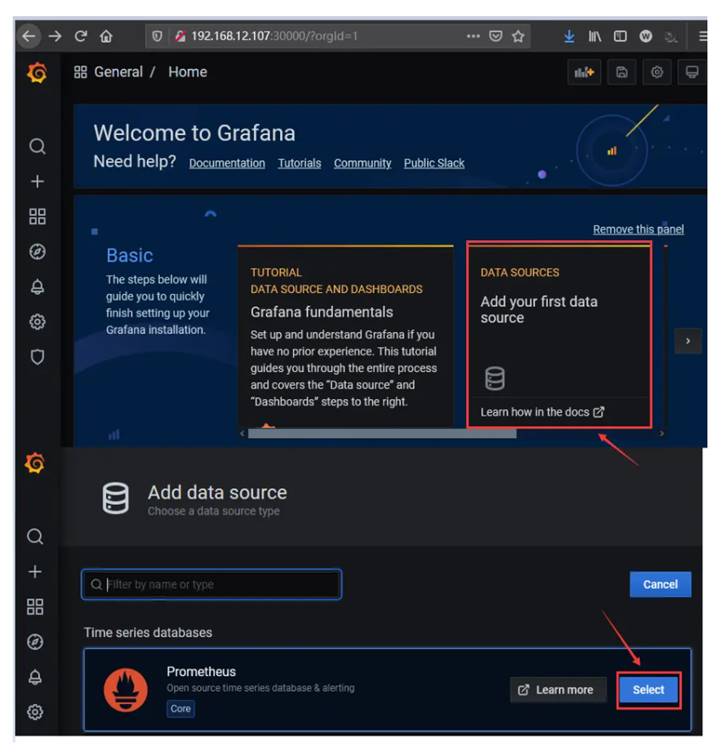 192.168.12.107:30000/?orgId=1
General / Home
Welcome to Grafana
Need help? Documentation Tutorials Community Public Slack
Remove this panel
Basic
The steps below will
guide you to quickly
finish setting up your
Grafana installation.
TUTORIAL
DATA SOURCE AND DASHBOARDS
Grafana fundamentals
Set up and understand Grafana if you
have no prior experience. This tutorial
guides you through the entire process
and covers the “Data source” and
“Dashboards” steps to the right.
DATA SOURCES
Add your first data
source
Learn how in the docs
Add data source
Choose a data source type
Filter by name or type
Cancel
Time series databases
Prometheus
Open source time series database & alerting
Core
Learn more
Select